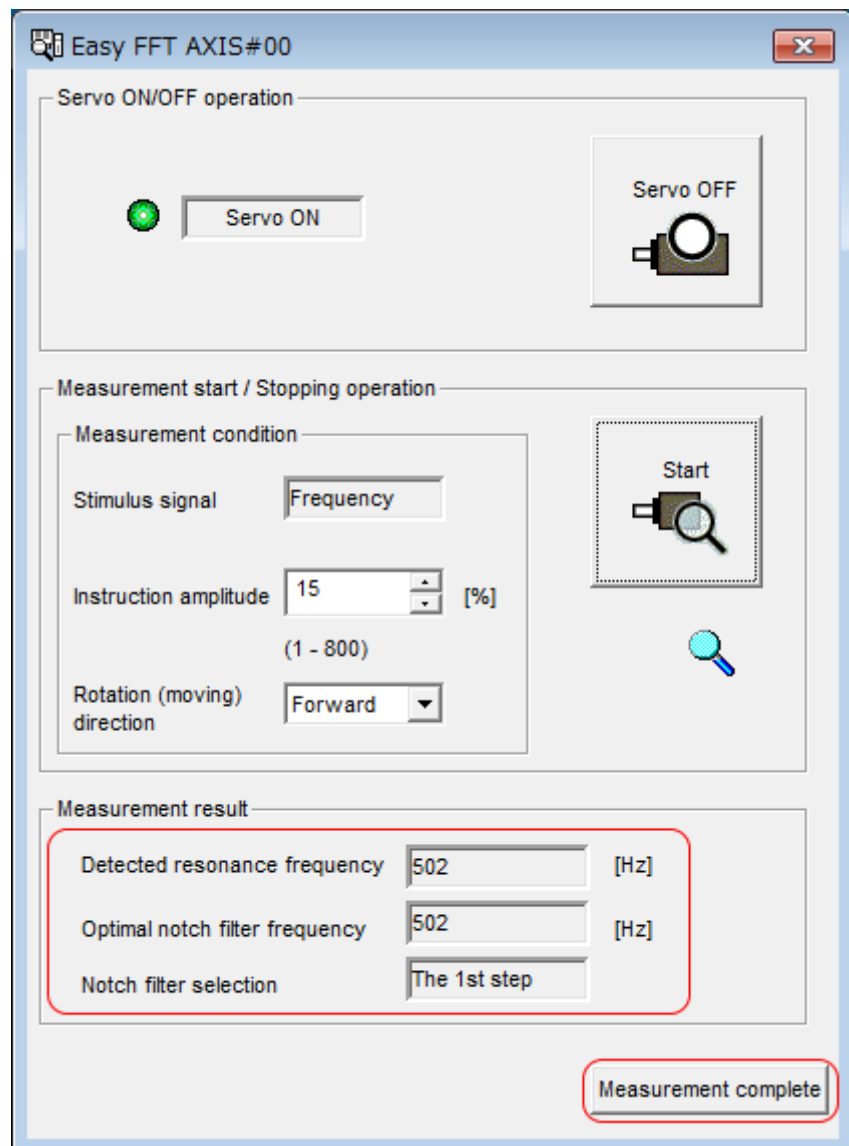 Easy FFT AXIS#00
Servo ON/OFF operation
Servo ON
Servo OFF
Measurement start / Stopping operation
Measurement condition
Stimulus signal
Frequency
Instruction amplitude
15
[%]
(1 - 800)
Rotation (moving)
direction
Forward
Start
Measurement result
Detected resonance frequency
502
[Hz]
Optimal notch filter frequency
502
[Hz]
Notch filter selection
The 1st step
Measurement complete